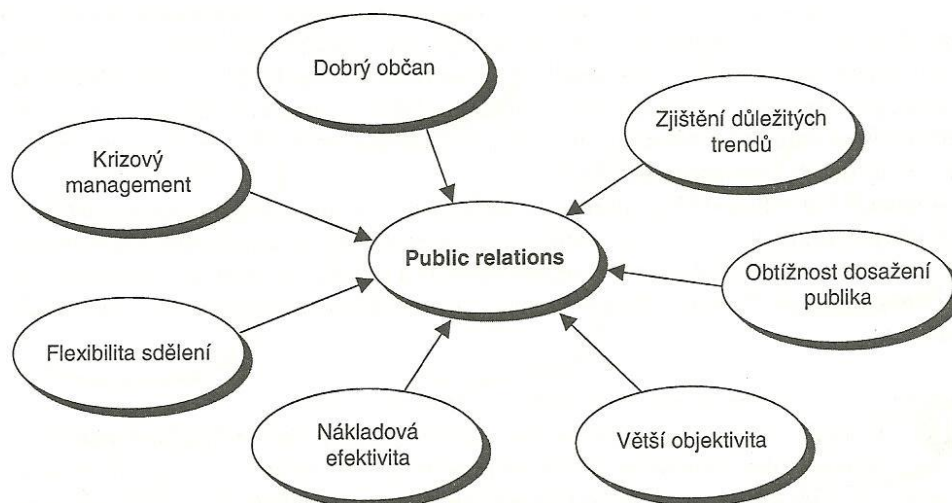 Dobrý občan
Zjištění důležitých
trendů
Krizový
management
Public relations
Obtížnost dosažení
publika
Flexibilita sdělení
Nákladová
efektivita
Větší objektivita